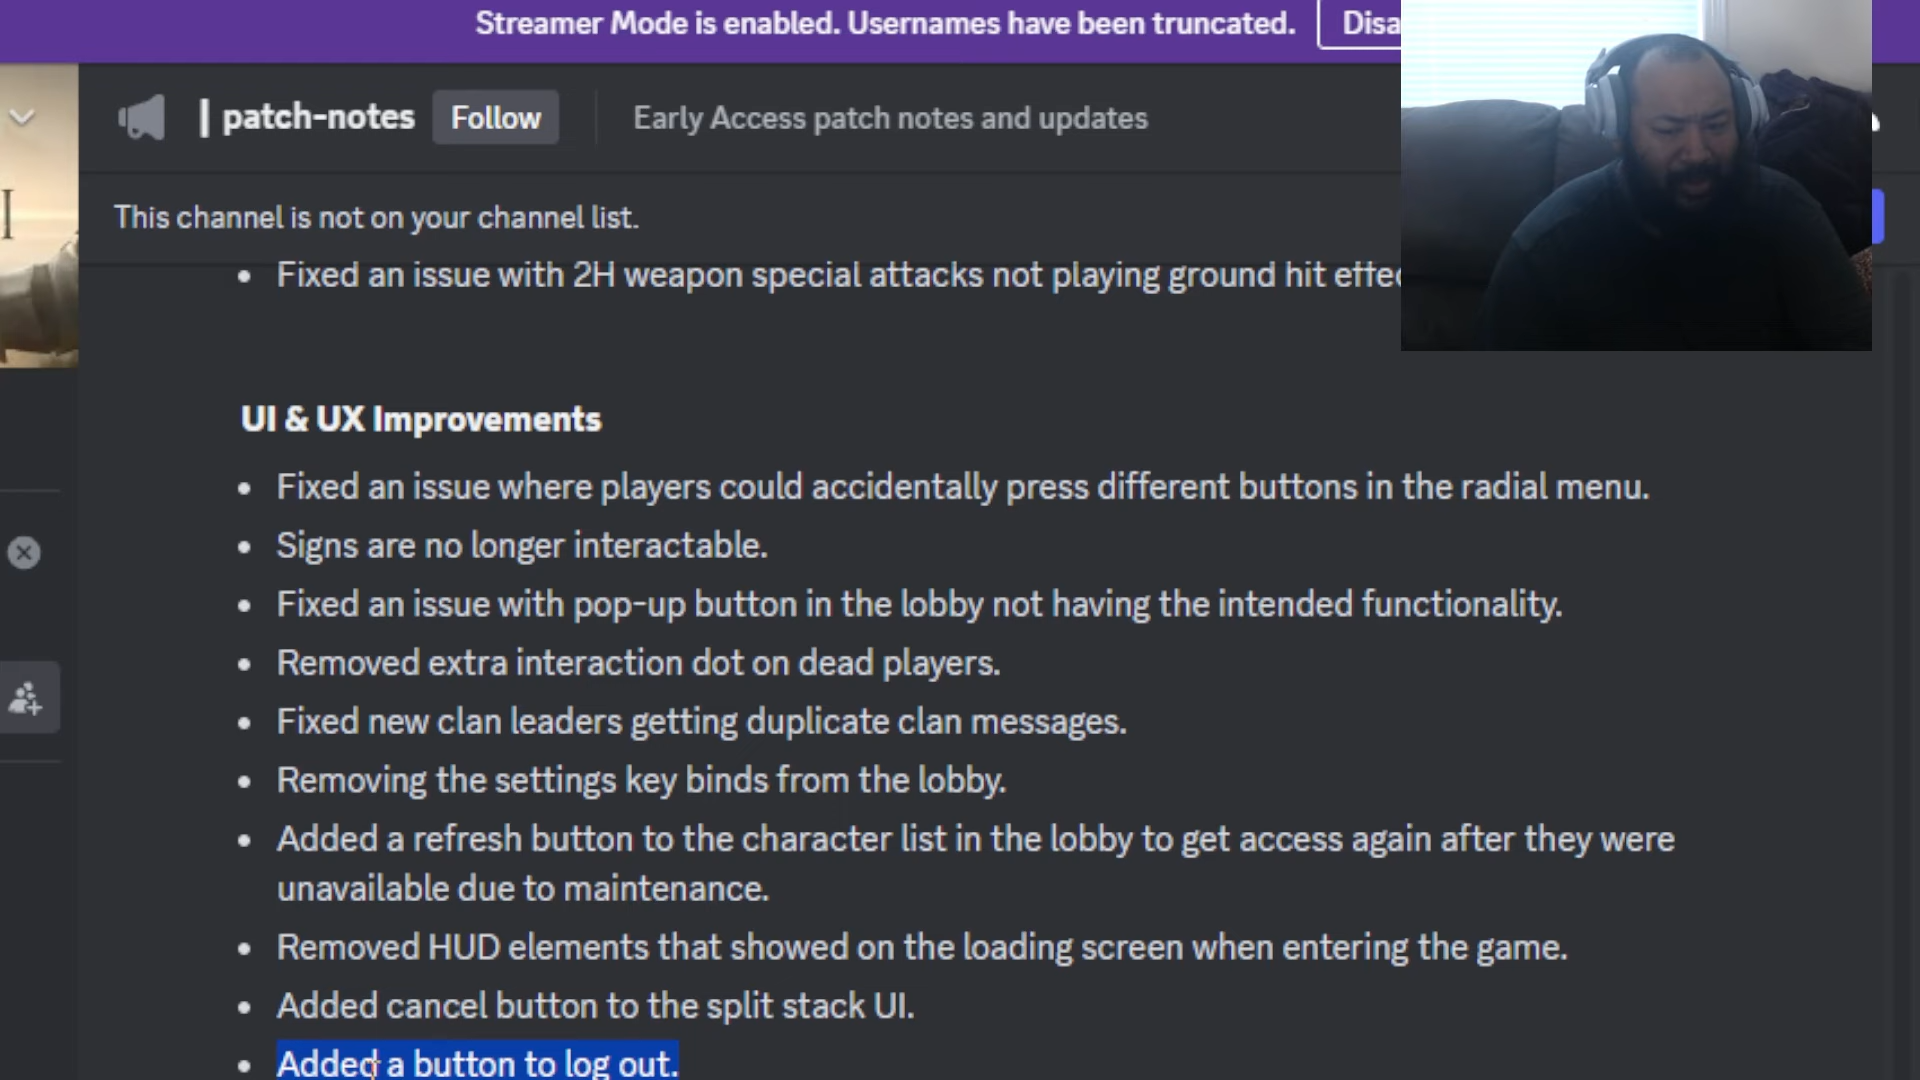 Streamer Mode is enabled. Usernames have been truncated. Disa
| patch-notes Follow Early Access patch notes and updates
This channel is not on your channel list.
• Fixed an issue with 2H weapon special attacks not playing ground hit effec
UI & UX Improvements
• Fixed an issue where players could accidentally press different buttons in the radial menu.
• Signs are no longer interactable.
• Fixed an issue with pop-up button in the lobby not having the intended functionality.
• Removed extra interaction dot on dead players.
• Fixed new clan leaders getting duplicate clan messages.
• Removing the settings key binds from the lobby.
• Added a refresh button to the character list in the lobby to get access again after they were
unavailable due to maintenance.
• Removed HUD elements that showed on the loading screen when entering the game.
• Added cancel button to the split stack UI.
• Added a button to log out.